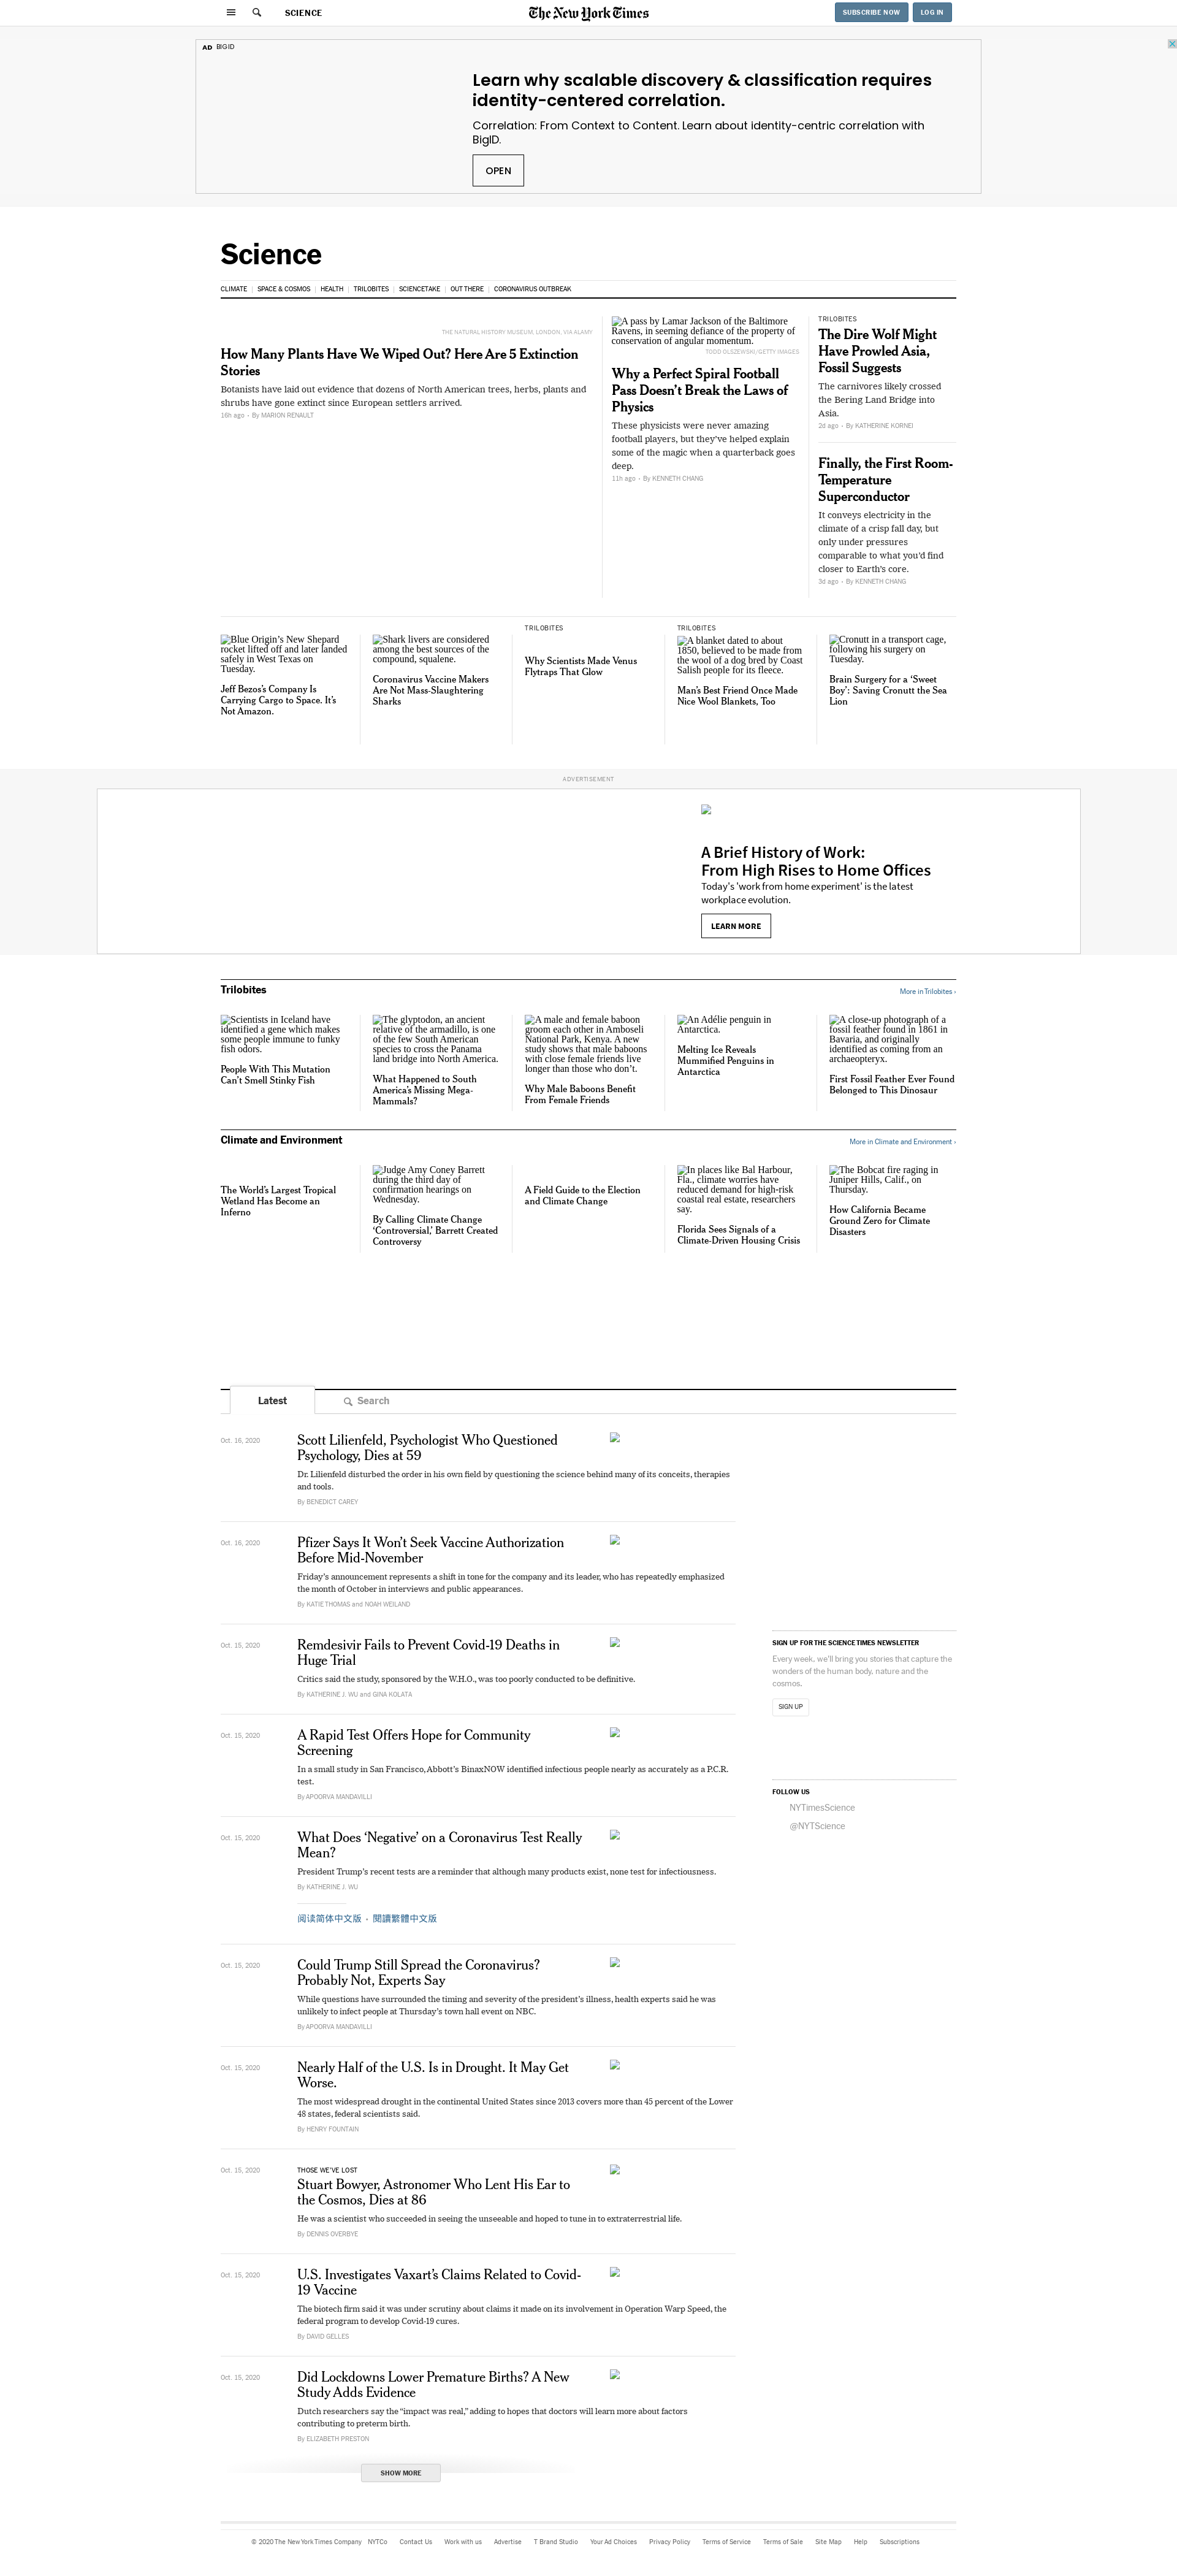 SCIENCE
The New York Times
SUBSCRIBE NOW
LOG IN
AD BIGID
Learn why scalable discovery & classification requires
identity-centered correlation.
Correlation: From Context to Content. Learn about identity-centric correlation with
BigID.
OPEN
Science
CLIMATE | SPACE & COSMOS | HEALTH | TRILOBITES | SCIENCETAKE | OUT THERE | CORONAVIRUS OUTBREAK
THE NATURAL HISTORY MUSEUM, LONDON, VIA ALAMY
How Many Plants Have We Wiped Out? Here Are 5 Extinction
Stories
Botanists have laid out evidence that dozens of North American trees, herbs, plants and
shrubs have gone extinct since European settlers arrived.
16h ago • By MARION RENAULT
A pass by Lamar Jackson of the Baltimore
Ravens, in seeming defiance of the property of
conservation of angular momentum.
TODD OLSZEWSKI/GETTY IMAGES
Why a Perfect Spiral Football
Pass Doesn't Break the Laws of
Physics
These physicists were never amazing
football players, but they've helped explain
some of the magic when a quarterback goes
deep.
11h ago • By KENNETH CHANG
TRILOBITES
The Dire Wolf Might
Have Prowled Asia,
Fossil Suggests
The carnivores likely crossed
the Bering Land Bridge into
Asia.
2d ago • By KATHERINE KORNEI
Finally, the First Room-
Temperature
Superconductor
It conveys electricity in the
climate of a crisp fall day, but
only under pressures
comparable to what you'd find
closer to Earth's core.
3d ago • By KENNETH CHANG
Blue Origin's New Shepard
rocket lifted off and later landed
safely in West Texas on
Tuesday.
Jeff Bezos's Company Is
Carrying Cargo to Space. It's
Not Amazon.
Shark livers are considered
among the best sources of the
compound, squalene.
Coronavirus Vaccine Makers
Are Not Mass-Slaughtering
Sharks
TRILOBITES
Why Scientists Made Venus
Flytraps That Glow
TRILOBITES
A blanket dated to about
1850, believed to be made from
the wool of a dog bred by Coast
Salish people for its fleece.
Man's Best Friend Once Made
Nice Wool Blankets, Too
Cronutt in a transport cage,
following his surgery on
Tuesday.
Brain Surgery for a 'Sweet
Boy': Saving Cronutt the Sea
Lion
ADVERTISEMENT
A Brief History of Work:
From High Rises to Home Offices
Today's 'work from home experiment' is the latest
workplace evolution.
LEARN MORE
Trilobites
More in Trilobites ›
Scientists in Iceland have
identified a gene which makes
some people immune to funky
fish odors.
People With This Mutation
Can't Smell Stinky Fish
The glyptodon, an ancient
relative of the armadillo, is one
of the few South American
species to cross the Panama
land bridge into North America.
What Happened to South
America's Missing Mega-
Mammals?
A male and female baboon
groom each other in Amboseli
National Park, Kenya. A new
study shows that male baboons
with close female friends live
longer than those who don't.
Why Male Baboons Benefit
From Female Friends
An Adélie penguin in
Antarctica.
Melting Ice Reveals
Mummified Penguins in
Antarctica
A close-up photograph of a
fossil feather found in 1861 in
Bavaria, and originally
identified as coming from an
archaeopteryx.
First Fossil Feather Ever Found
Belonged to This Dinosaur
Climate and Environment
More in Climate and Environment ›
The World's Largest Tropical
Wetland Has Become an
Inferno
Judge Amy Coney Barrett
during the third day of
confirmation hearings on
Wednesday.
By Calling Climate Change
'Controversial,' Barrett Created
Controversy
A Field Guide to the Election
and Climate Change
In places like Bal Harbour,
Fla., climate worries have
reduced demand for high-risk
coastal real estate, researchers
say.
Florida Sees Signals of a
Climate-Driven Housing Crisis
The Bobcat fire raging in
Juniper Hills, Calif., on
Thursday.
How California Became
Ground Zero for Climate
Disasters
Latest
Search
Oct. 16, 2020
Scott Lilienfeld, Psychologist Who Questioned
Psychology, Dies at 59
Dr. Lilienfeld disturbed the order in his own field by questioning the science behind many of its conceits, therapies
and tools.
By BENEDICT CAREY
Oct. 16, 2020
Pfizer Says It Won't Seek Vaccine Authorization
Before Mid-November
Friday's announcement represents a shift in tone for the company and its leader, who has repeatedly emphasized
the month of October in interviews and public appearances.
By KATIE THOMAS and NOAH WEILAND
Oct. 15, 2020
Remdesivir Fails to Prevent Covid-19 Deaths in
Huge Trial
Critics said the study, sponsored by the W.H.O., was too poorly conducted to be definitive.
By KATHERINE J. WU and GINA KOLATA
Oct. 15, 2020
A Rapid Test Offers Hope for Community
Screening
In a small study in San Francisco, Abbott's BinaxNOW identified infectious people nearly as accurately as a P.C.R.
test.
By APOORVA MANDAVILLI
Oct. 15, 2020
What Does 'Negative' on a Coronavirus Test Really
Mean?
President Trump's recent tests are a reminder that although many products exist, none test for infectiousness.
By KATHERINE J. WU
阅读简体中文版 • 閱讀繁體中文版
Oct. 15, 2020
Could Trump Still Spread the Coronavirus?
Probably Not, Experts Say
While questions have surrounded the timing and severity of the president's illness, health experts said he was
unlikely to infect people at Thursday's town hall event on NBC.
By APOORVA MANDAVILLI
Oct. 15, 2020
Nearly Half of the U.S. Is in Drought. It May Get
Worse.
The most widespread drought in the continental United States since 2013 covers more than 45 percent of the Lower
48 states, federal scientists said.
By HENRY FOUNTAIN
Oct. 15, 2020
THOSE WE'VE LOST
Stuart Bowyer, Astronomer Who Lent His Ear to
the Cosmos, Dies at 86
He was a scientist who succeeded in seeing the unseeable and hoped to tune in to extraterrestrial life.
By DENNIS OVERBYE
Oct. 15, 2020
U.S. Investigates Vaxart's Claims Related to Covid-
19 Vaccine
The biotech firm said it was under scrutiny about claims it made on its involvement in Operation Warp Speed, the
federal program to develop Covid-19 cures.
By DAVID GELLES
Oct. 15, 2020
Did Lockdowns Lower Premature Births? A New
Study Adds Evidence
Dutch researchers say the "impact was real," adding to hopes that doctors will learn more about factors
contributing to preterm birth.
By ELIZABETH PRESTON
SHOW MORE
SIGN UP FOR THE SCIENCE TIMES NEWSLETTER
Every week, we'll bring you stories that capture the
wonders of the human body, nature and the
cosmos.
SIGN UP
FOLLOW US
NYTimesScience
@NYTScience
© 2020 The New York Times Company NYTCo Contact Us Work with us Advertise T Brand Studio Your Ad Choices Privacy Policy Terms of Service Terms of Sale Site Map Help Subscriptions